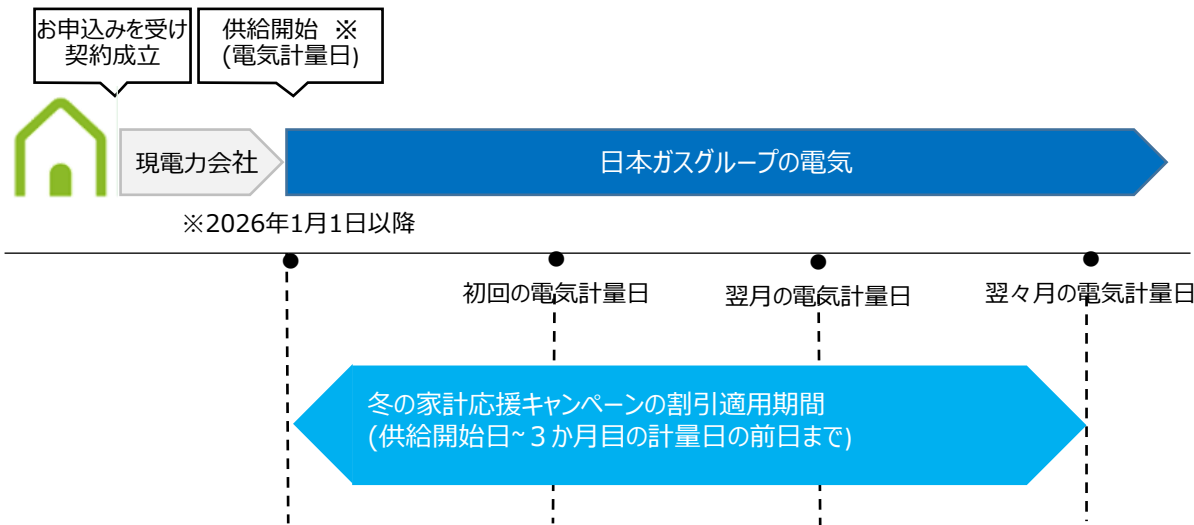 お申込みを受け
契約成立
供給開始 ※
(電気計量日)
現電力会社
日本ガスグループの電気
※2026年1月1日以降
初回の電気計量日
翌月の電気計量日
翌々月の電気計量日
冬の家計応援キャンペーンの割引適用期間
(供給開始日~３か月目の計量日の前日まで)